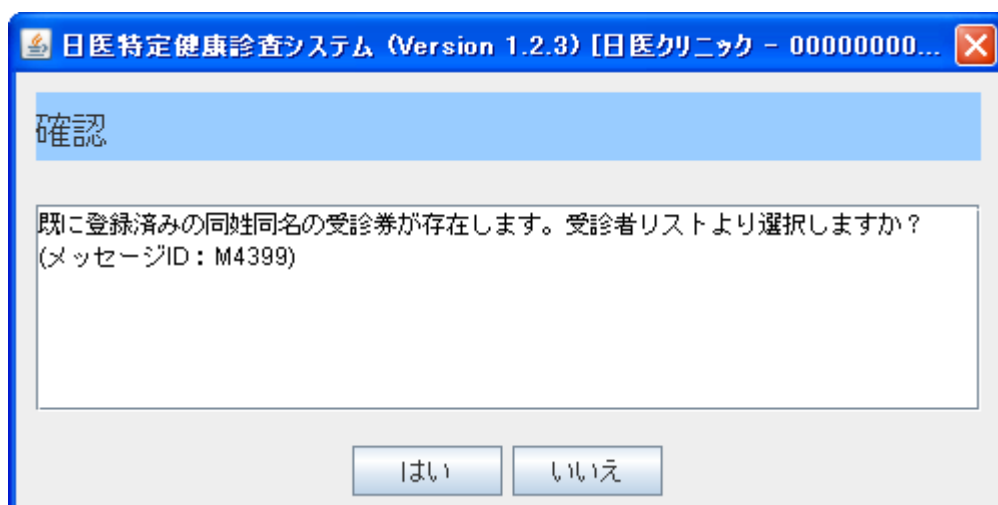 日医特定健康診査システム (Version 1.2.3) [日医クリニック - 00000000...
確認
既に登録済みの同姓同名の受診券が存在します。受診者リストより選択しますか？
(メッセージID：M4399)
はい
いいえ